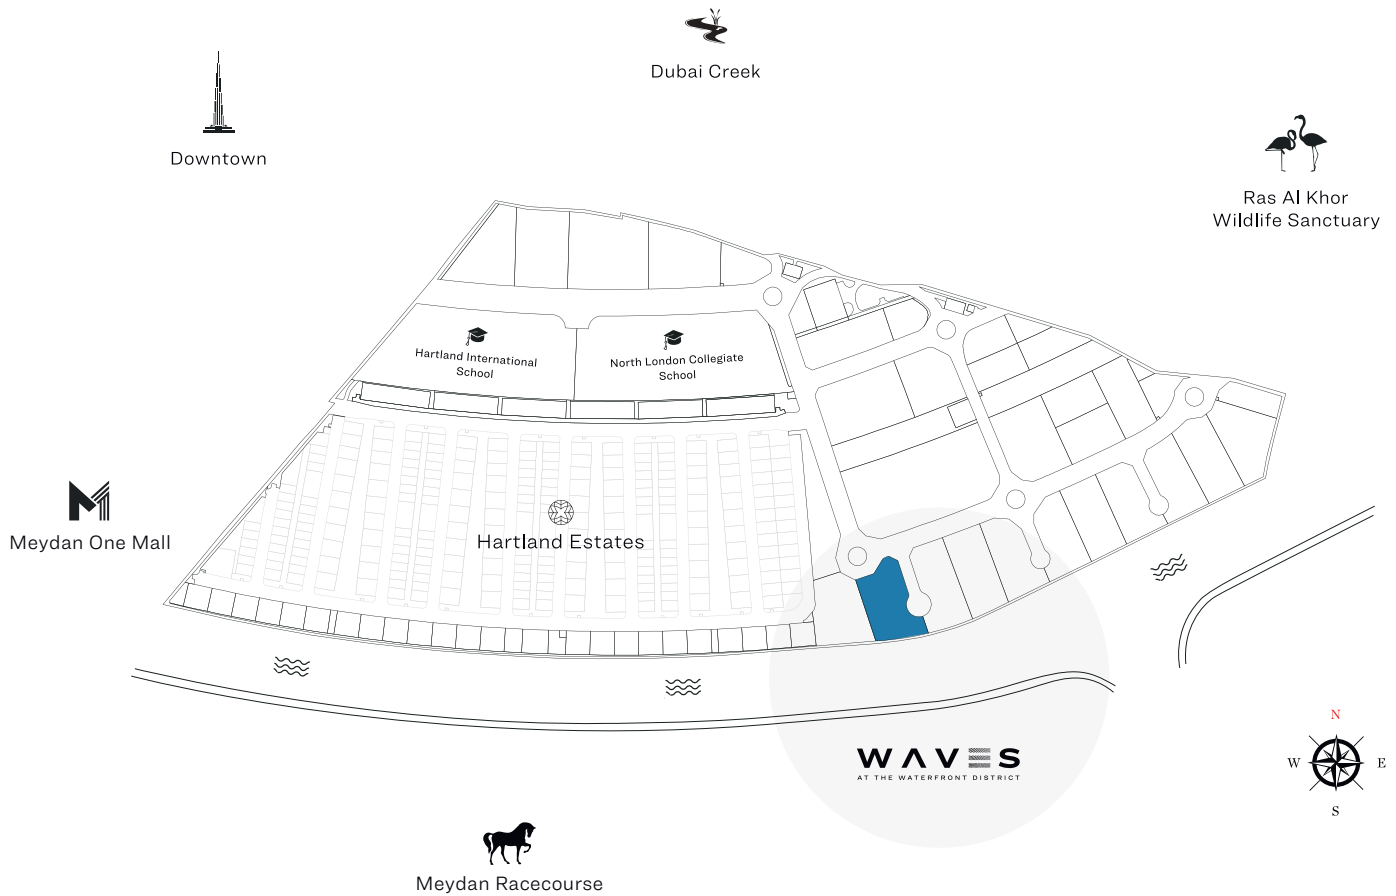 Dubai Creek
Downtown
Ras Al Khor
Wildlife Sanctuary
Hartland International
School
North London Collegiate
School
Meydan One Mall
Hartland Estates
WAVES
AT THE WATERFRONT DISTRICT
N
W
E
S
Meydan Racecourse